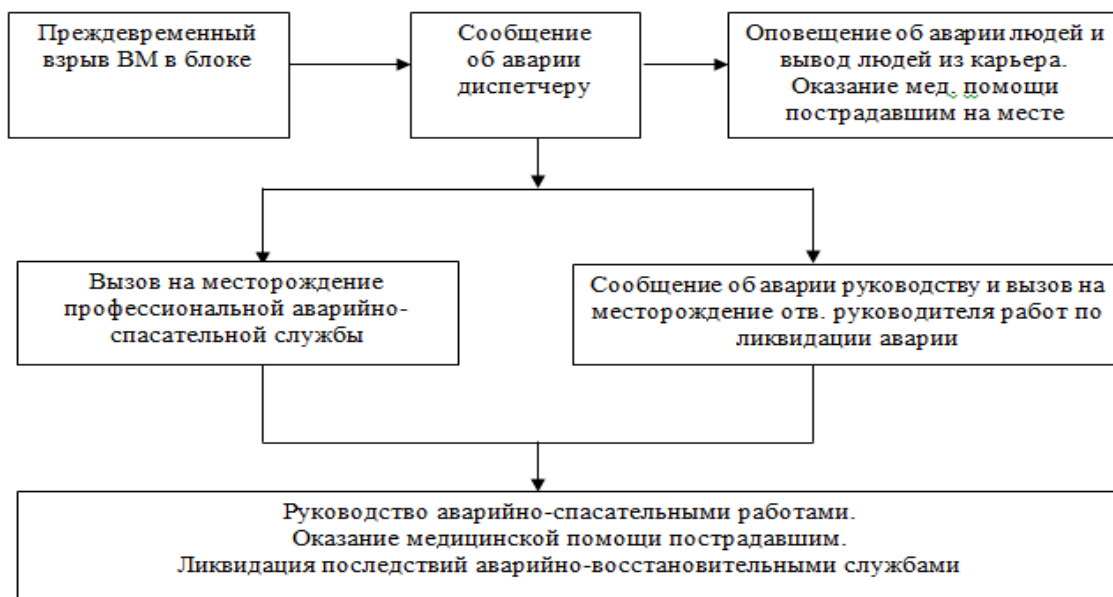 Преждевременный
взрыв ВМ в блоке
Сообщение
об аварии
диспетчеру
Оповещение об аварии людей и
вывод людей из карьера.
Оказание мед. помощи
пострадавшим на месте
Вызов на месторождение
профессиональной аварийно-
спасательной службы
Сообщение об аварии руководству и вызов на
месторождение отв. руководителя работ по
ликвидации аварии
Руководство аварийно-спасательными работами.
Оказание медицинской помощи пострадавшим.
Ликвидация последствий аварийно-восстановительными службами